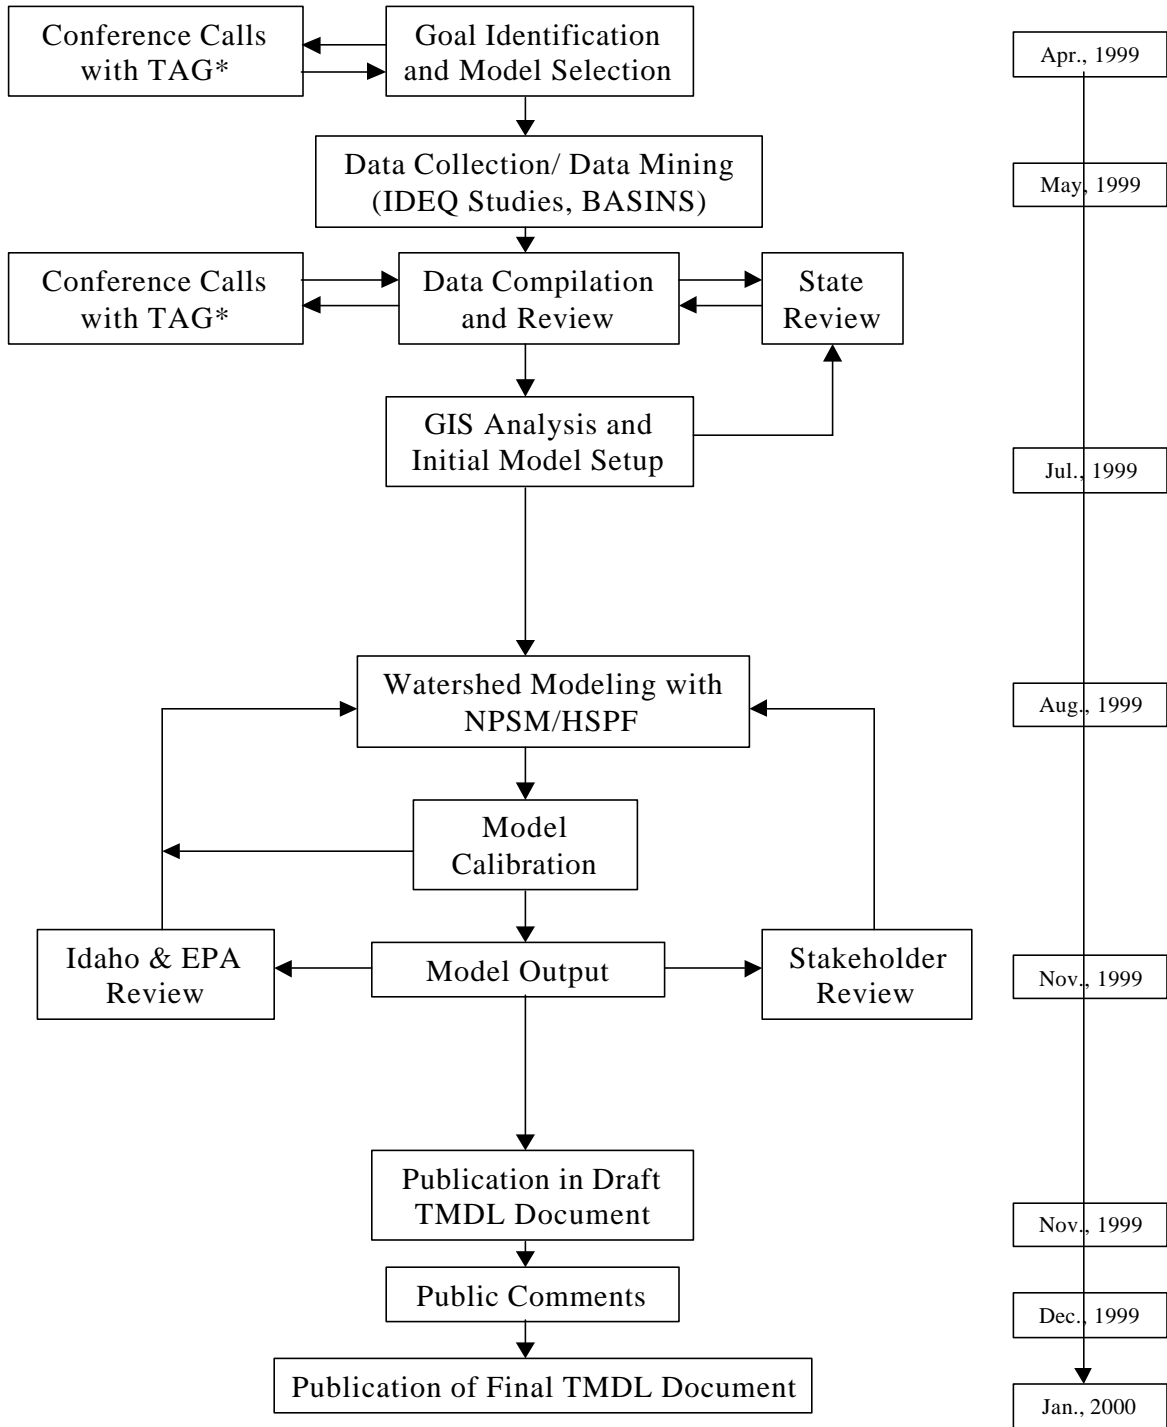 Conference Calls
with TAG*
Goal Identification
and Model Selection
Apr., 1999
Data Collection/ Data Mining
(IDEQ Studies, BASINS)
May, 1999
Conference Calls
with TAG*
Data Compilation
and Review
State
Review
GIS Analysis and
Initial Model Setup
Jul., 1999
Watershed Modeling with
NPSM/HSPF
Aug., 1999
Model
Calibration
Idaho & EPA
Review
Model Output
Stakeholder
Review
Nov., 1999
Publication in Draft
TMDL Document
Nov., 1999
Public Comments
Dec., 1999
Publication of Final TMDL Document
Jan., 2000